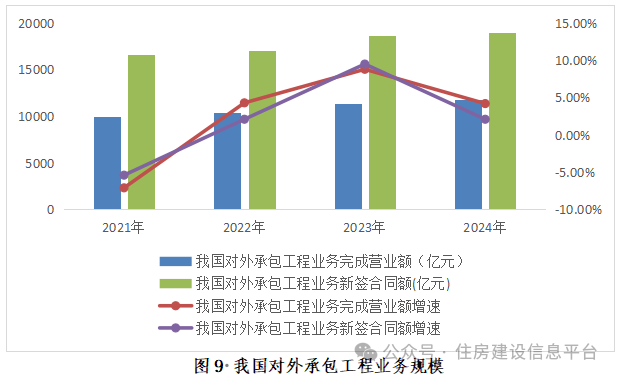 20000
15000
10000
5000
0
15.00%
10.00%
5.00%
0.00%
-5.00%
-10.00%
2021年 2022年 2023年 2024年
我国对外承包工程业务完成营业额（亿元）
我国对外承包工程业务新签合同额(亿元)
我国对外承包工程业务完成营业额增速
我国对外承包工程业务新签合同额增速
公众号 · 住房建设信息平台
图 9· 我国对外承包工程业务规模